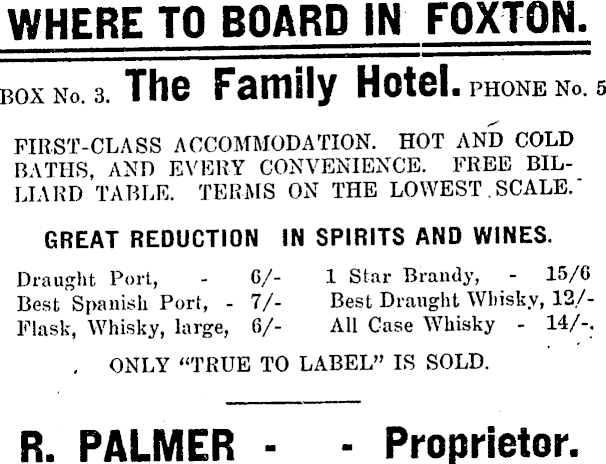 WHERE TO BOARD IN FOXTON.
BOX No. 3. The Family Hotel. PHONE No. 5
FIRST-CLASS ACCOMMODATION. HOT AND COLD
BATHS, AND EVERY CONVENIENCE. FREE BIL-
LIARD TABLE. TERMS ON THE LOWEST SCALE.
GREAT REDUCTION IN SPIRITS AND WINES.
Draught Port, - 6/- 1 Star Brandy, - 15/6
Best Spanish Port, - 7/- Best Draught Whisky, 12/-
Flask, Whisky, large, 6/- All Case Whisky - 14/-.
ONLY "TRUE TO LABEL" IS SOLD.
R. PALMER - - Proprietor.